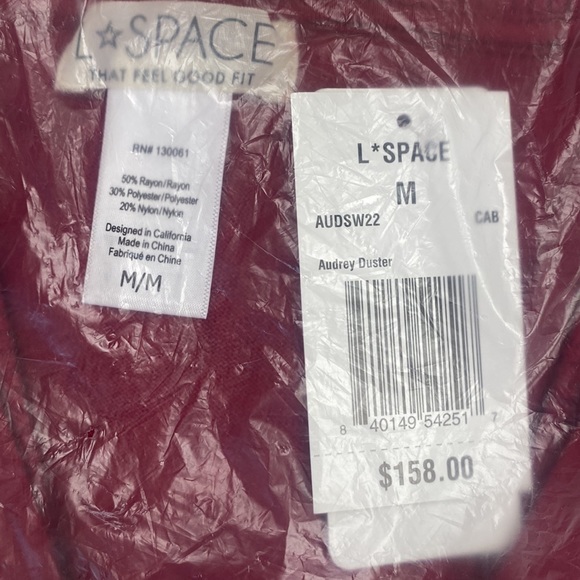 L☆SPACE
THAT FEEL GOOD FIT
RN# 130061
50% Rayon/Rayon
30% Polyester/Polyester
20% Nylon/Nylon
Designed in California
Made in China
Fabriqué en Chine
M/M
L*SPACE
M
AUDSW22 CAB
Audrey Duster
8 40149 54251 7
$158.00